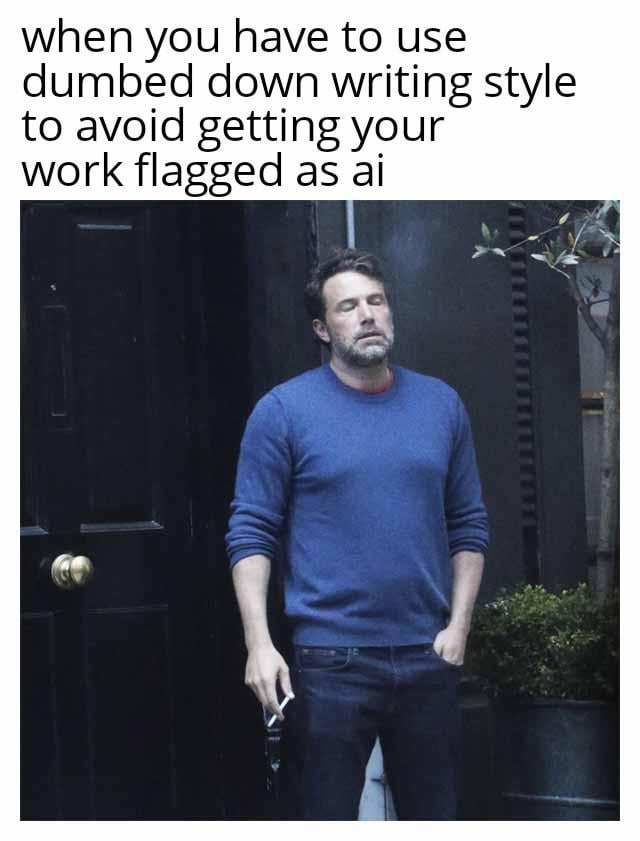 when you have to use
dumbed down writing style
to avoid getting your
work flagged as ai